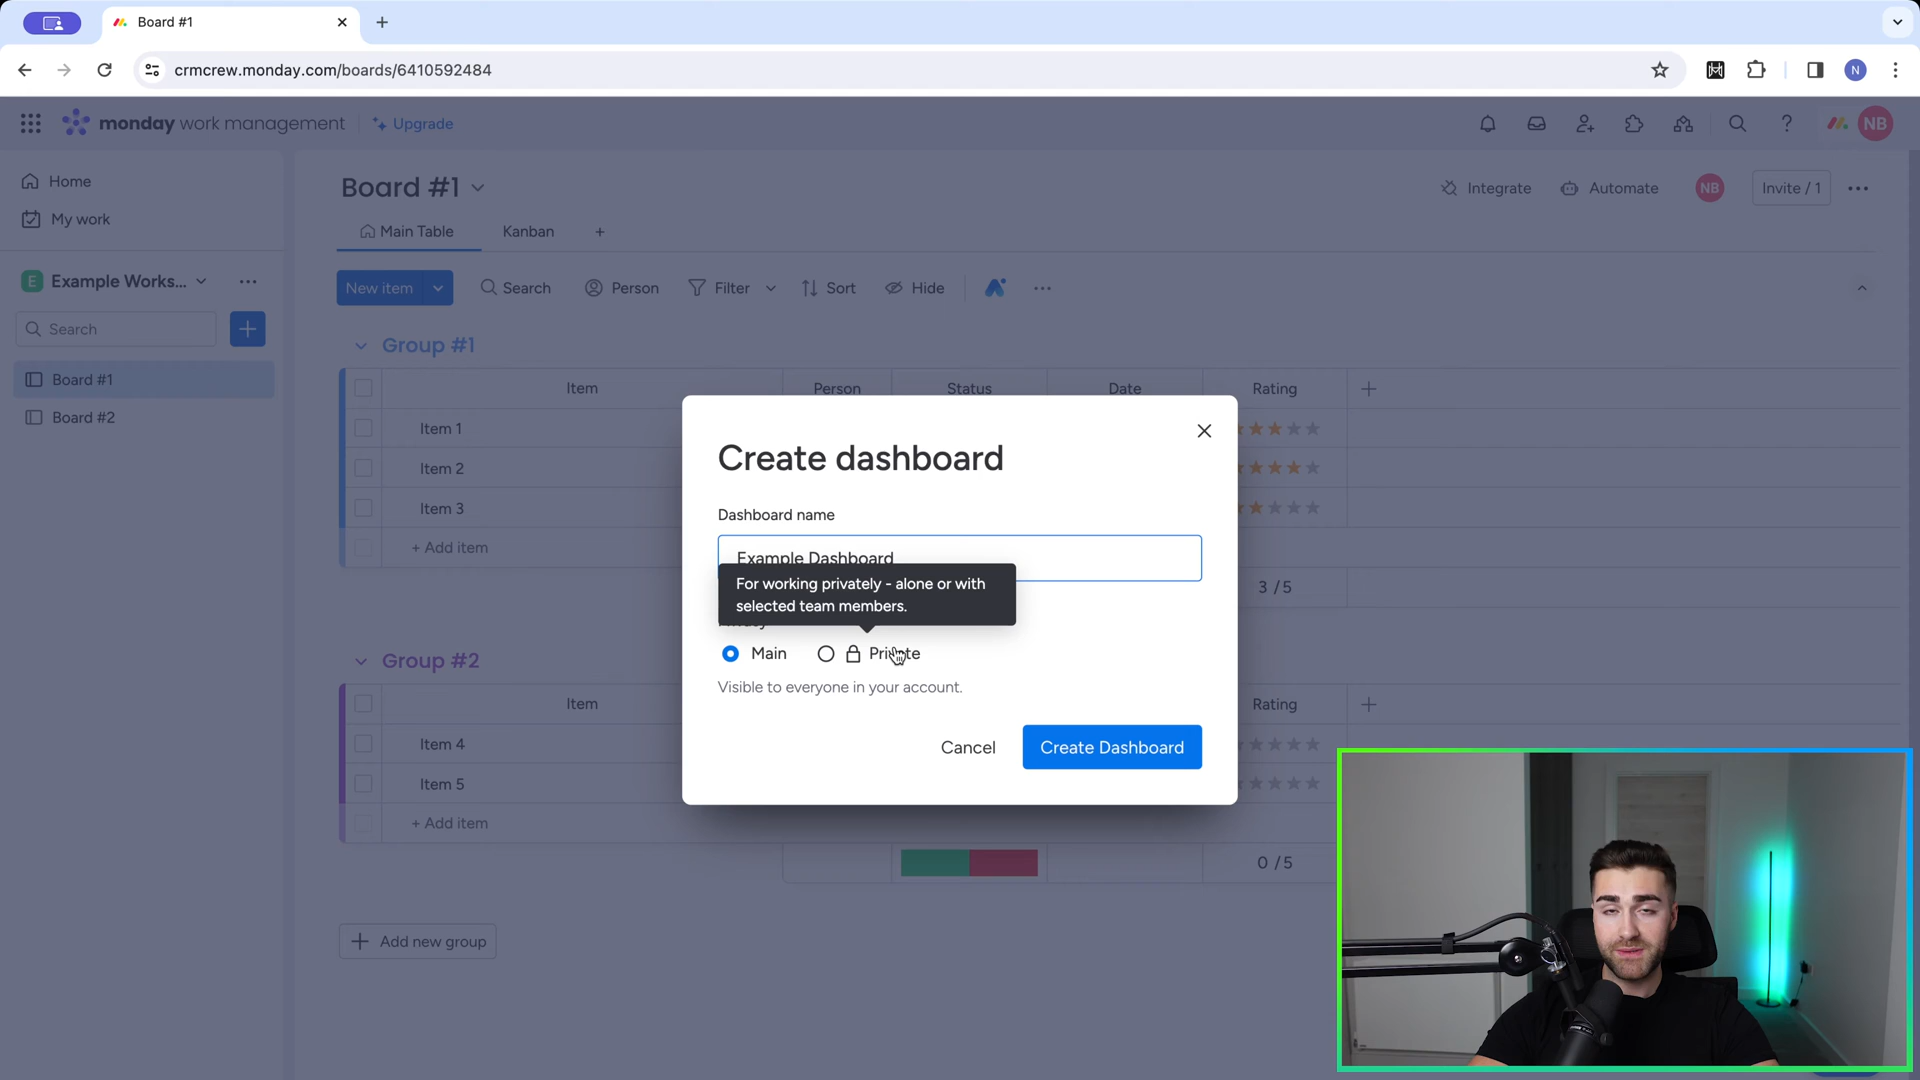 Board #1
crmcrew.monday.com/boards/6410592484
N
monday work management
Upgrade
NB
Home
My work
E Example Works...
Search
Board #1
Board #2
Board #1
Integrate
Automate
NB
Invite / 1
Main Table
Kanban
New item
Search
Person
Filter
Sort
Hide
Group #1
Item
Person
Status
Date
Rating
Item 1
Item 2
Item 3
+ Add item
3 / 5
Create dashboard
Dashboard name
Example Dashboard
For working privately - alone or with
selected team members.
Main
Private
Visible to everyone in your account.
Cancel
Create Dashboard
Group #2
Item
Rating
Item 4
Item 5
+ Add item
0 / 5
Add new group